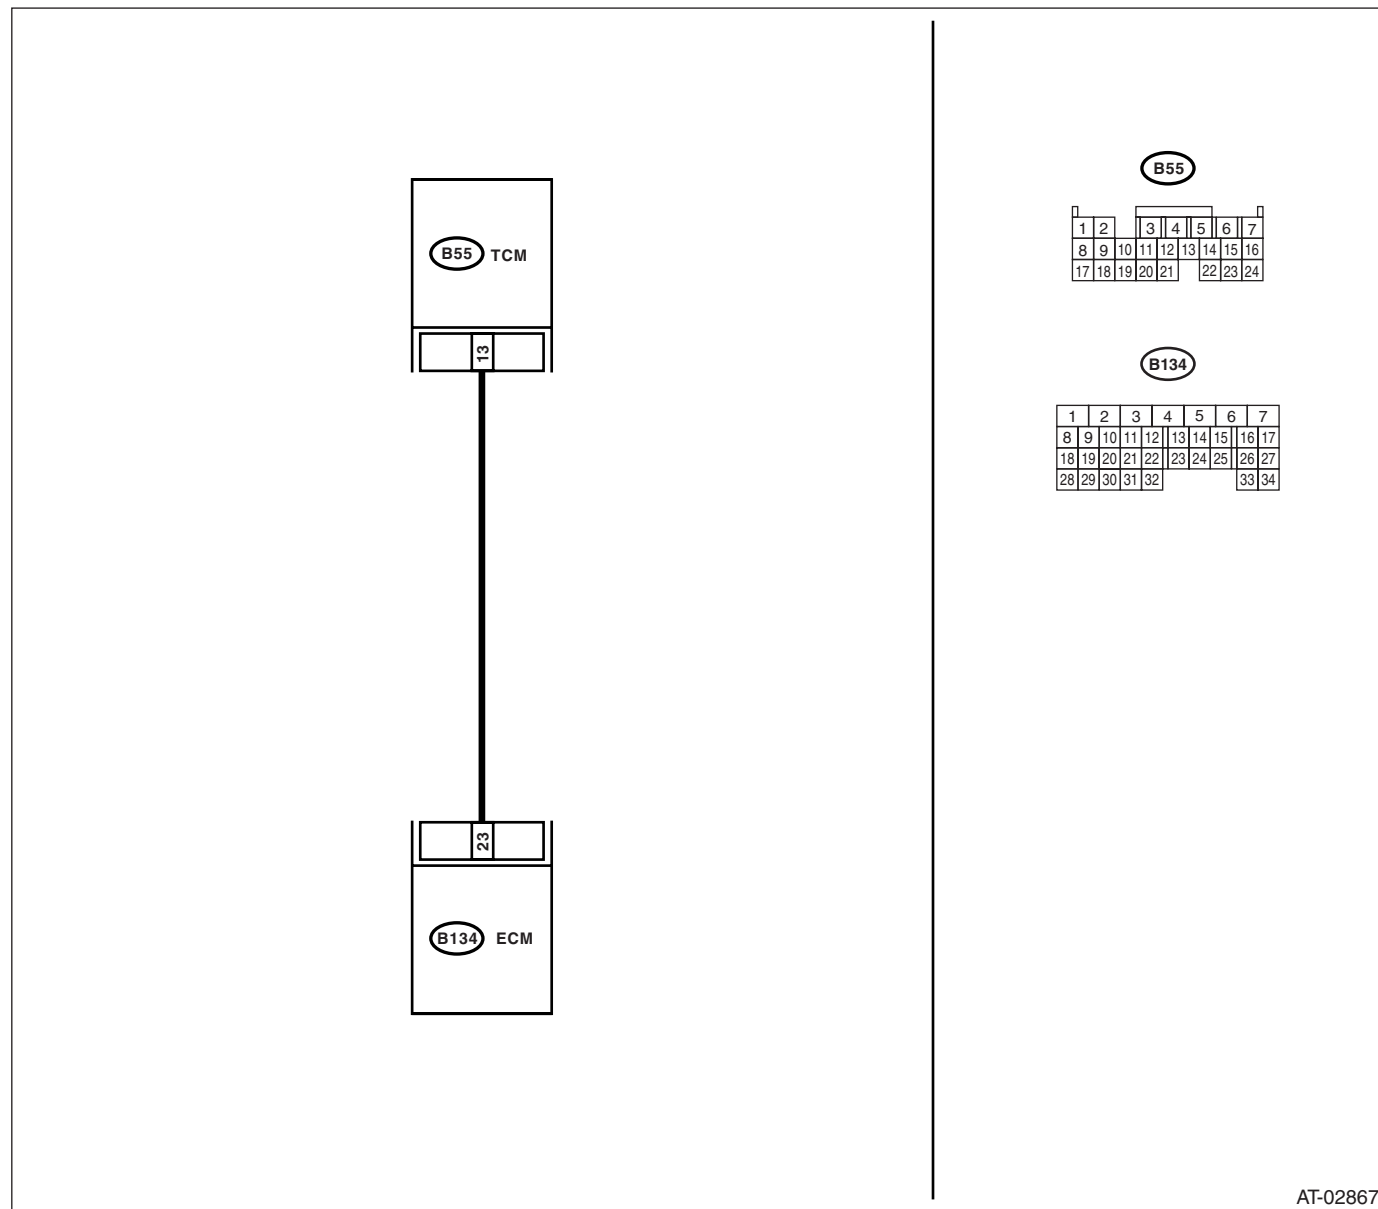 B55 TCM
13
23
B134 ECM
B55
1 2 3 4 5 6 7
8 9 10 11 12 13 14 15 16
17 18 19 20 21 22 23 24
B134
1 2 3 4 5 6 7
8 9 10 11 12 13 14 15 16 17
18 19 20 21 22 23 24 25 26 27
28 29 30 31 32 33 34
AT-02867